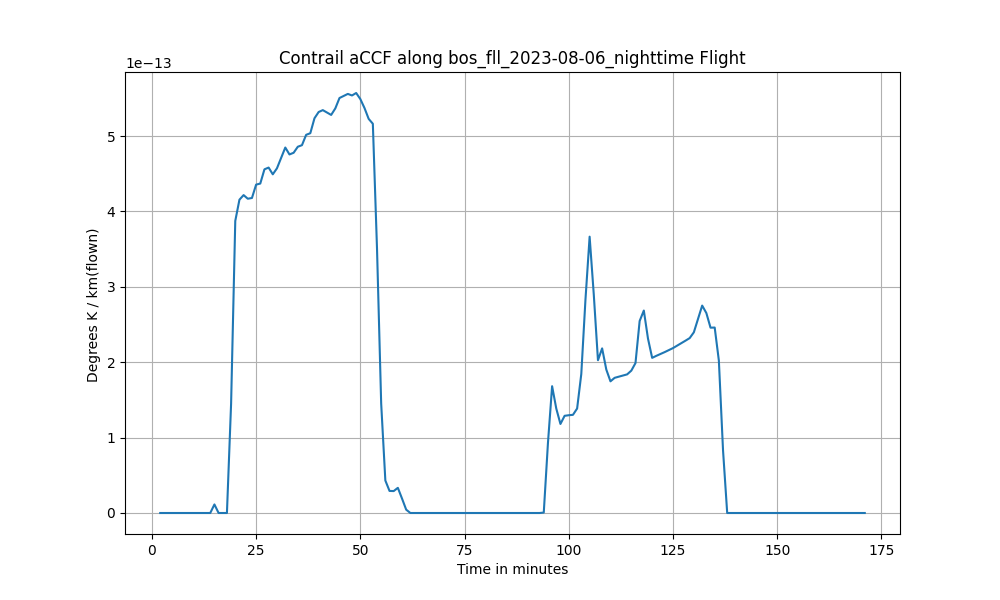 Contrail aCCF along bos_fll_2023-08-06_nighttime Flight
1e−13
5
4
3
2
1
0
Degrees K / km(flown)
0 25 50 75 100 125 150 175
Time in minutes